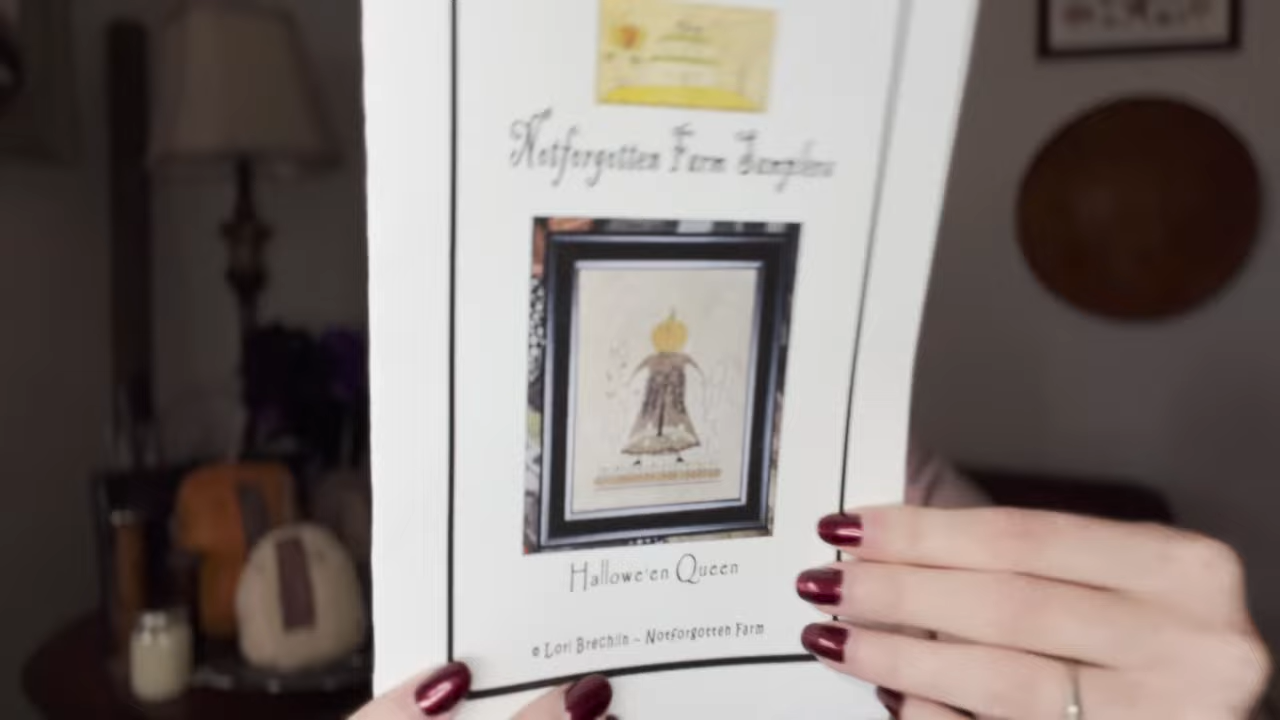 Notforgotten Farm Samplers
Hallowe'en Queen
© Lori Brechlin ~ Notforgotten Farm